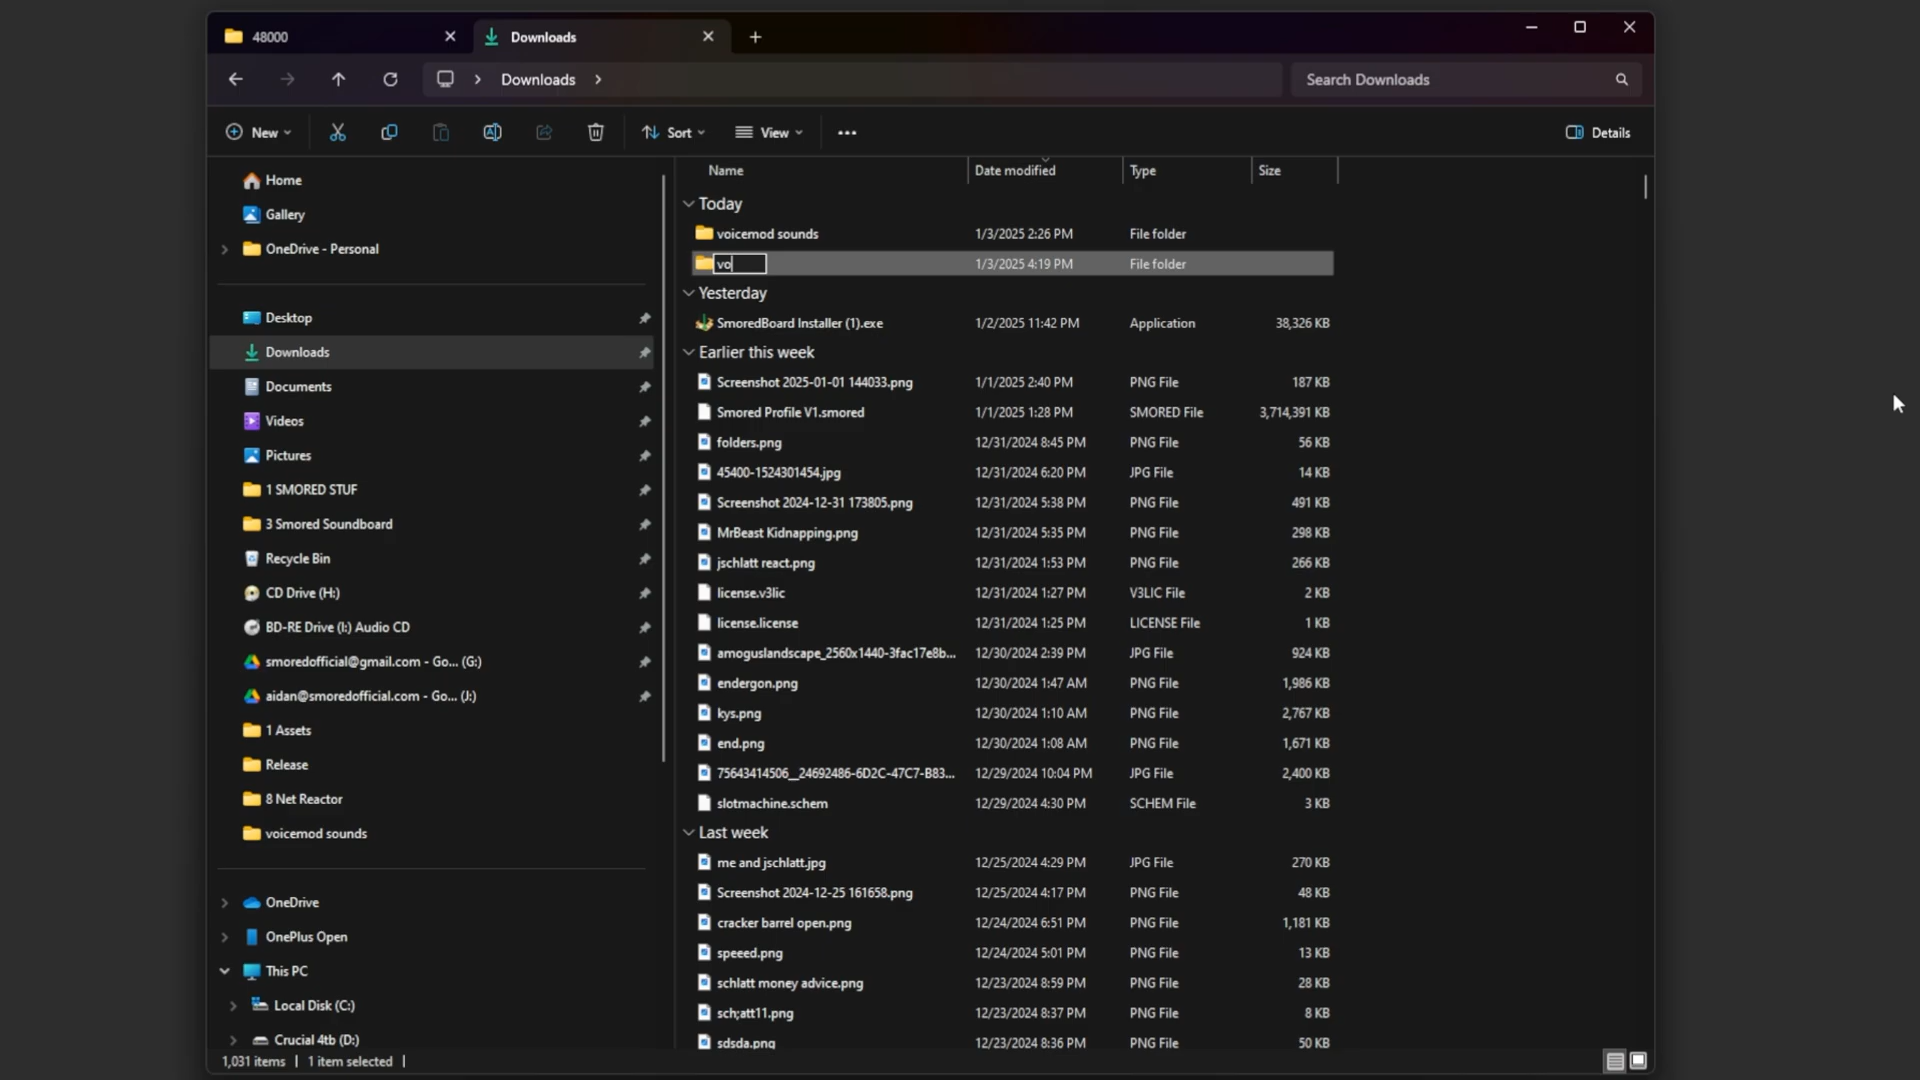 48000
Downloads
Downloads
Search Downloads
New
Sort
View
Details
Name Date modified Type Size
Home
Gallery
OneDrive - Personal
Desktop
Downloads
Documents
Videos
Pictures
1 SMORED STUF
3 Smored Soundboard
Recycle Bin
CD Drive (H:)
BD-RE Drive (I:) Audio CD
smoredofficial@gmail.com - Go... (G:)
aidan@smoredofficial.com - Go... (J:)
1 Assets
Release
8 Net Reactor
voicemod sounds
OneDrive
OnePlus Open
This PC
Local Disk (C:)
Crucial 4tb (D:)
Today
voicemod sounds 1/3/2025 2:26 PM File folder
vo 1/3/2025 4:19 PM File folder
Yesterday
SmoredBoard Installer (1).exe 1/2/2025 11:42 PM Application 38,326 KB
Earlier this week
Screenshot 2025-01-01 144033.png 1/1/2025 2:40 PM PNG File 187 KB
Smored Profile V1.smored 1/1/2025 1:28 PM SMORED File 3,714,391 KB
folders.png 12/31/2024 8:45 PM PNG File 56 KB
45400-1524301454.jpg 12/31/2024 6:20 PM JPG File 14 KB
Screenshot 2024-12-31 173805.png 12/31/2024 5:38 PM PNG File 491 KB
MrBeast Kidnapping.png 12/31/2024 5:35 PM PNG File 298 KB
jschlatt react.png 12/31/2024 1:53 PM PNG File 266 KB
license.v3lic 12/31/2024 1:27 PM V3LIC File 2 KB
license.license 12/31/2024 1:25 PM LICENSE File 1 KB
amoguslandscape_2560x1440-3fac17e8b... 12/30/2024 2:39 PM JPG File 924 KB
endergon.png 12/30/2024 1:47 AM PNG File 1,986 KB
kys.png 12/30/2024 1:10 AM PNG File 2,767 KB
end.png 12/30/2024 1:08 AM PNG File 1,671 KB
75643414506__24692486-6D2C-47C7-B83... 12/29/2024 10:04 PM JPG File 2,400 KB
slotmachine.schem 12/29/2024 4:30 PM SCHEM File 3 KB
Last week
me and jschlatt.jpg 12/25/2024 4:29 PM JPG File 270 KB
Screenshot 2024-12-25 161658.png 12/25/2024 4:17 PM PNG File 48 KB
cracker barrel open.png 12/24/2024 6:51 PM PNG File 1,181 KB
speeed.png 12/24/2024 5:01 PM PNG File 13 KB
schlatt money advice.png 12/23/2024 8:59 PM PNG File 28 KB
sch;att11.png 12/23/2024 8:37 PM PNG File 8 KB
sdsda.png 12/23/2024 8:36 PM PNG File 50 KB
1,031 items 1 item selected